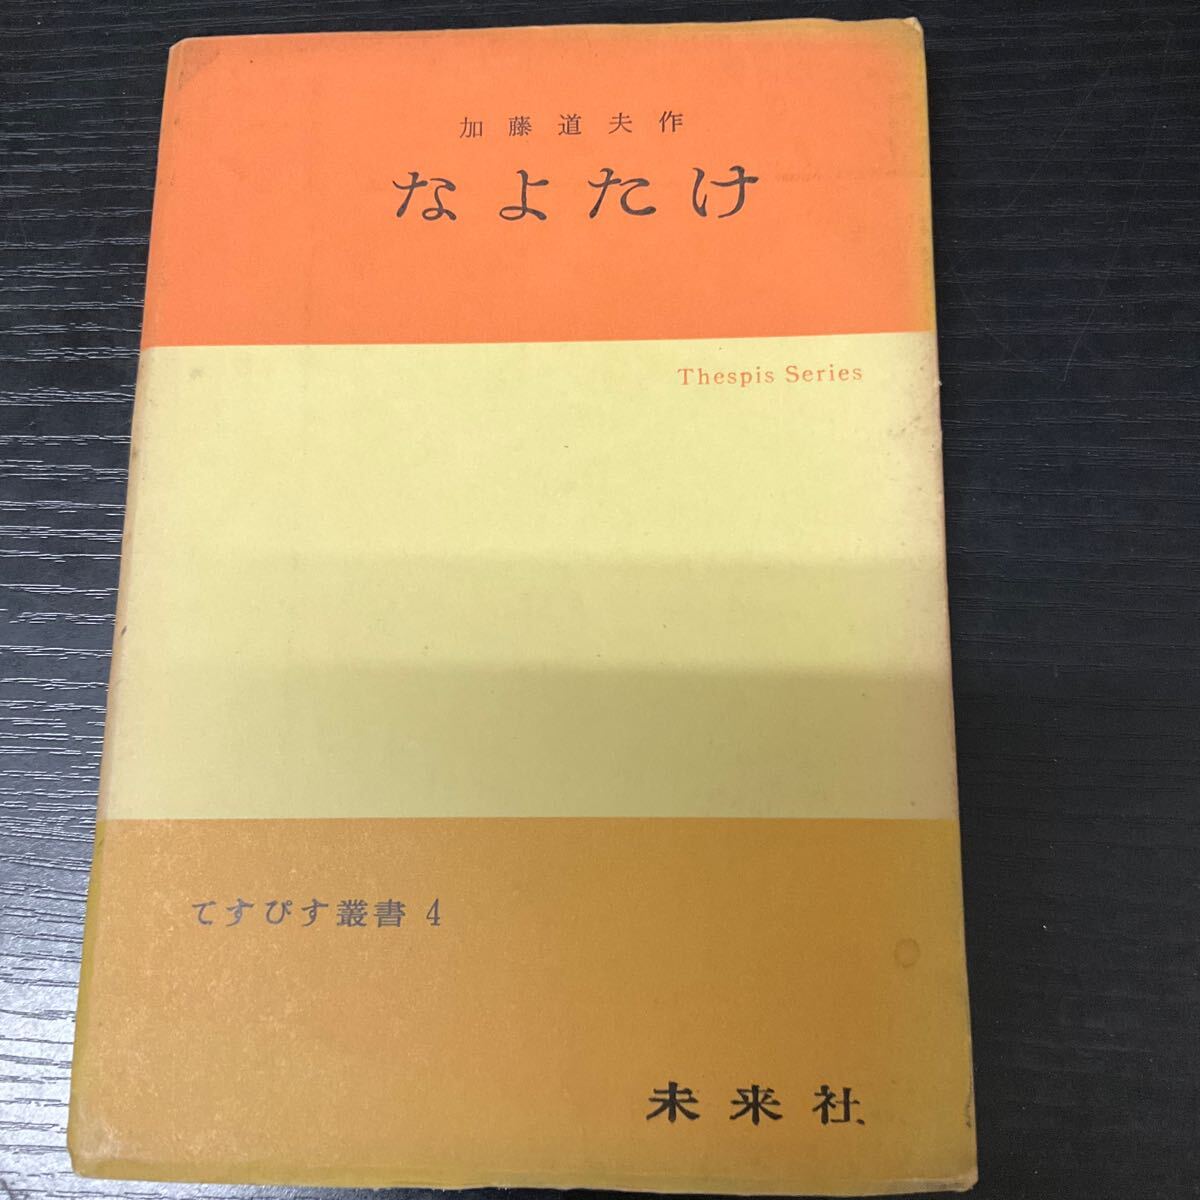 加藤道夫作
なよたけ
Thespis Series
てすぴす叢書 4
未来社